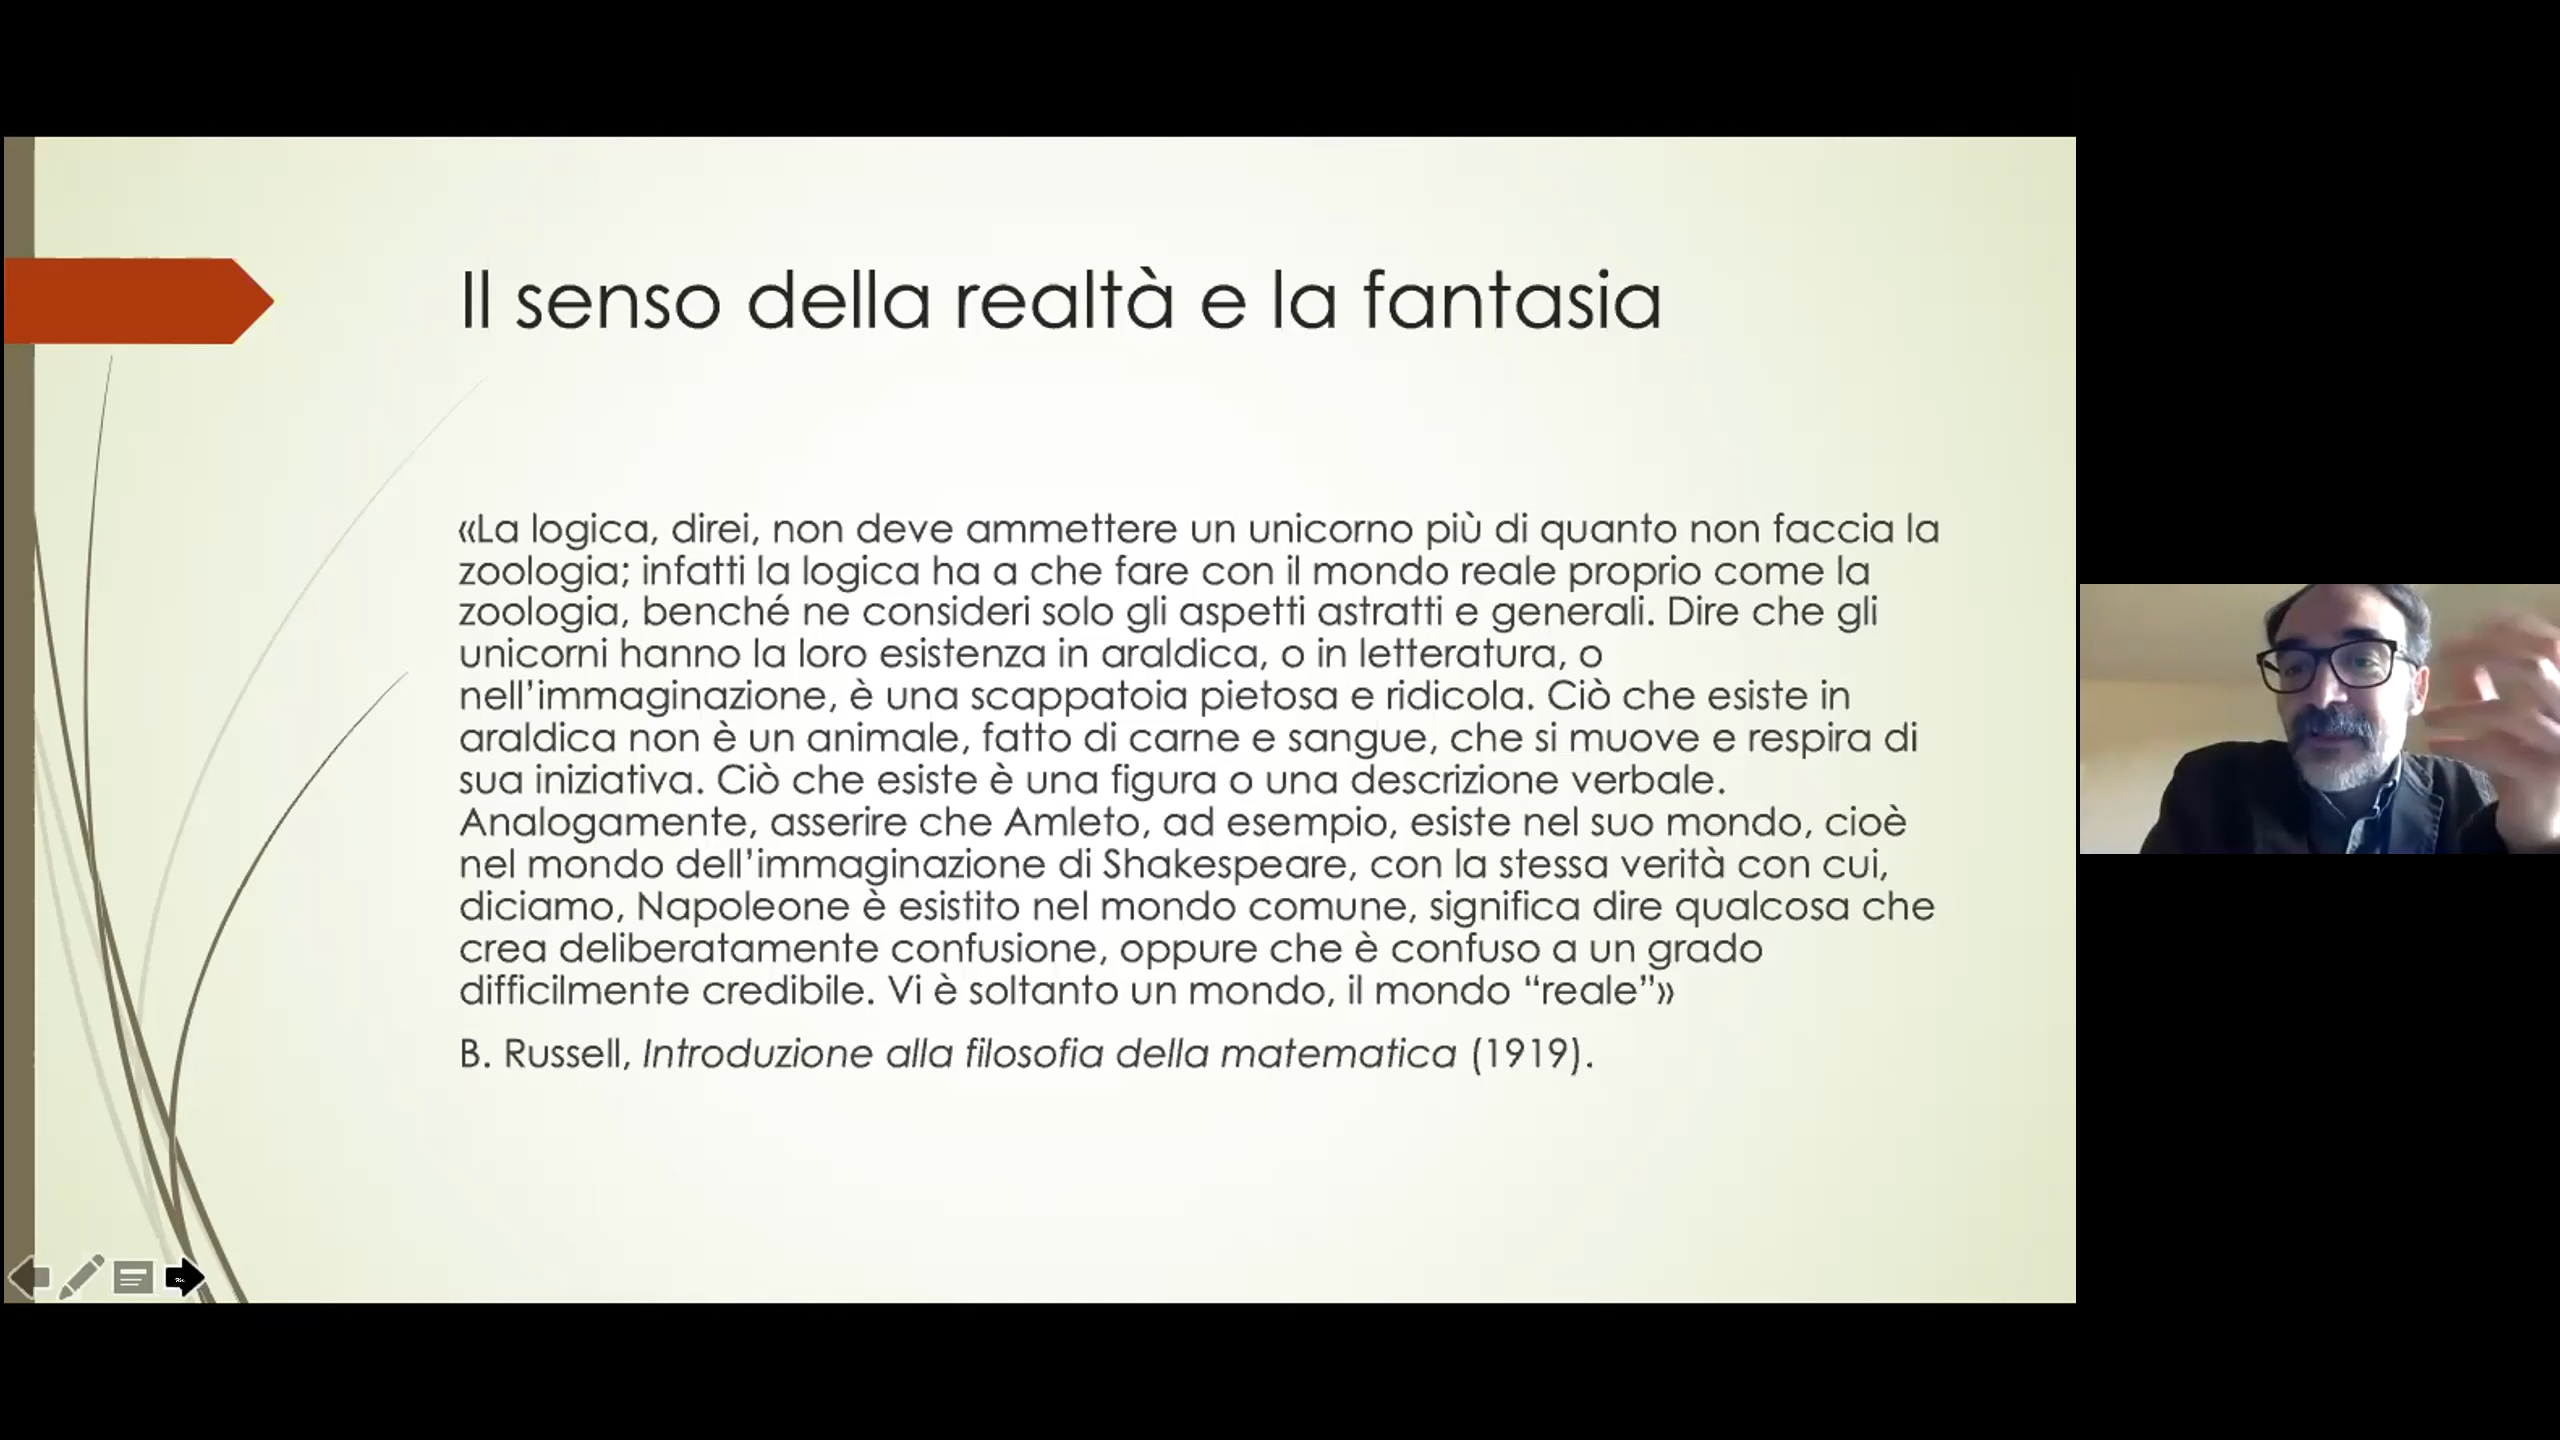 Il senso della realtà e la fantasia
«La logica, direi, non deve ammettere un unicorno più di quanto non faccia la
zoologia; infatti la logica ha a che fare con il mondo reale proprio come la
zoologia, benché ne consideri solo gli aspetti astratti e generali. Dire che gli
unicorni hanno la loro esistenza in araldica, o in letteratura, o
nell’immaginazione, è una scappatoia pietosa e ridicola. Ciò che esiste in
araldica non è un animale, fatto di carne e sangue, che si muove e respira di
sua iniziativa. Ciò che esiste è una figura o una descrizione verbale.
Analogamente, asserire che Amleto, ad esempio, esiste nel suo mondo, cioè
nel mondo dell’immaginazione di Shakespeare, con la stessa verità con cui,
diciamo, Napoleone è esistito nel mondo comune, significa dire qualcosa che
crea deliberatamente confusione, oppure che è confuso a un grado
difficilmente credibile. Vi è soltanto un mondo, il mondo “reale”»
B. Russell, Introduzione alla filosofia della matematica (1919).